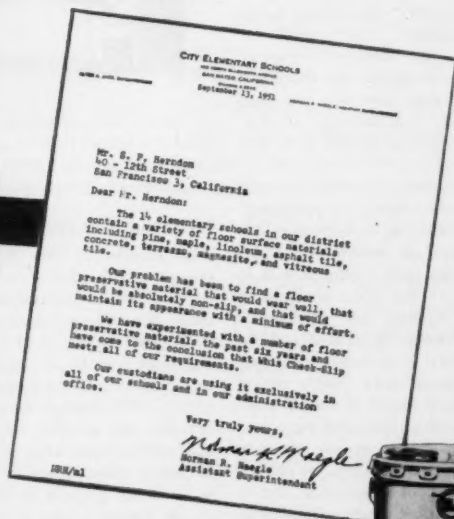 CITY ELEMENTARY SCHOOLS
SAN MATEO CALIFORNIA
September 13, 1951
Mr. S. P. Herndon
40 - 12th Street
San Francisco 3, California
Dear Mr. Herndon:
The 14 elementary schools in our district
contain a variety of floor surface materials
including pine, maple, linoleum, asphalt tile,
concrete, terrazzo, magnesite, and vitreous
tile.
Our problem has been to find a floor
preservative material that would wear well, that
would be absolutely non-slip, and that would
maintain its appearance with a minimum of effort.
We have experimented with a number of floor
preservative materials the past six years and
have come to the conclusion that this Check-Slip
meets all of our requirements.
Our custodians are using it exclusively in
all of our schools and in our administration
office.
Very truly yours,
Norman R. Naegle
Norman R. Naegle
Assistant Superintendent
NRN/ml